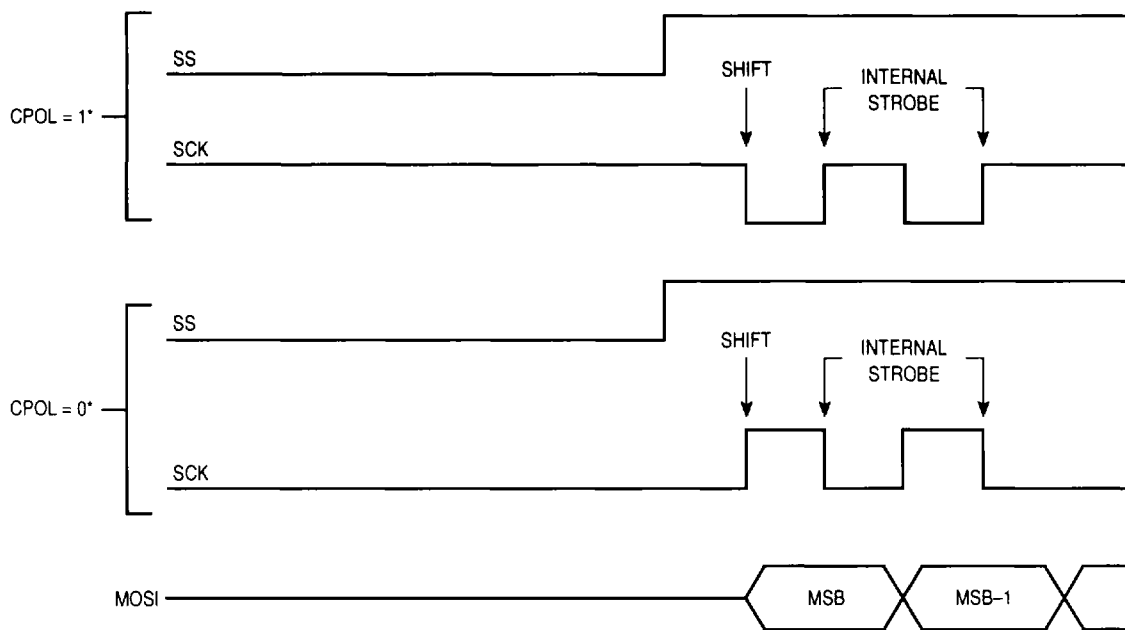 SS
SHIFT
INTERNAL
STROBE
CPOL = 1*
SCK
SS
SHIFT
INTERNAL
STROBE
CPOL = 0*
SCK
MOSI
MSB
MSB–1